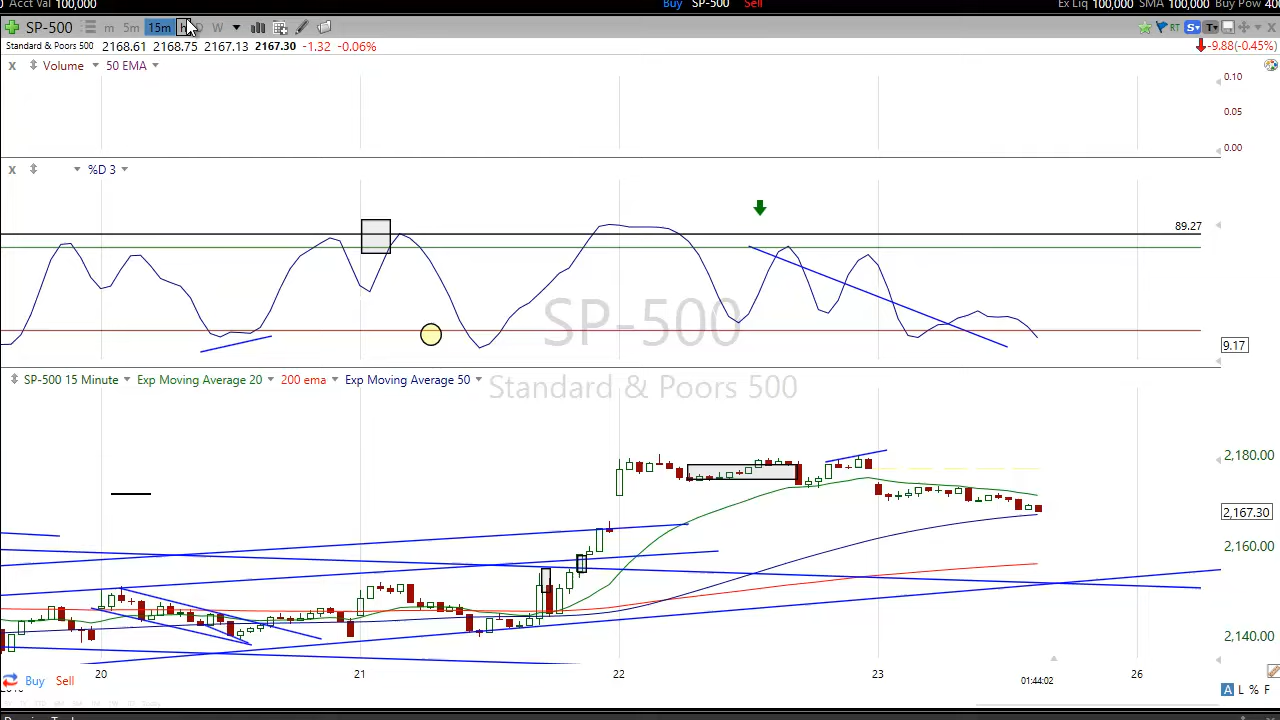 Acct Val 100,000 Buy SP-500 Sell Ex Liq 100,000 SMA 100,000 Buy Pow 40
SP-500 m 5m 15m h D W RT S T
Standard & Poors 500 2168.61 2168.75 2167.13 2167.30 -1.32 -0.06% -9.88(-0.45%)
x Volume 50 EMA
0.10
0.05
0.00
x %D 3
89.27
SP-500
9.17
SP-500 15 Minute Exp Moving Average 20 200 ema Exp Moving Average 50
Standard & Poors 500
2,180.00
2,167.30
2,160.00
2,140.00
20 21 22 23 26
01:44:02
Buy Sell
A L % F